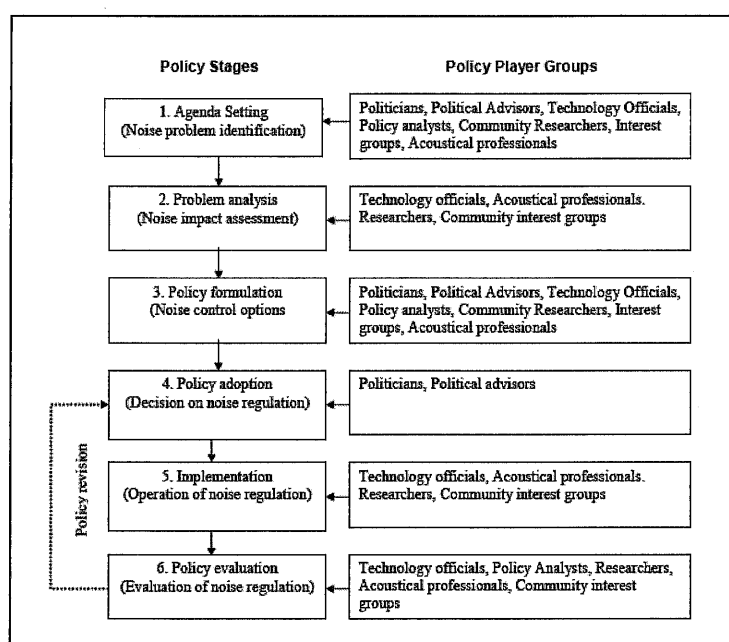 Policy Stages
Policy Player Groups
1. Agenda Setting
(Noise problem identification)
Politicians, Political Advisors, Technology Officials,
Policy analysts, Community Researchers, Interest
groups, Acoustical professionals
2. Problem analysis
(Noise impact assessment)
Technology officials, Acoustical professionals.
Researchers, Community interest groups
3. Policy formulation
(Noise control options
Politicians, Political Advisors, Technology Officials,
Policy analysts, Community Researchers, Interest
groups, Acoustical professionals
4. Policy adoption
(Decision on noise regulation)
Politicians, Political advisors
Policy revision
5. Implementation
(Operation of noise regulation)
Technology officials, Acoustical professionals.
Researchers, Community interest groups
6. Policy evaluation
(Evaluation of noise regulation)
Technology officials, Policy Analysts, Researchers,
Acoustical professionals, Community interest
groups